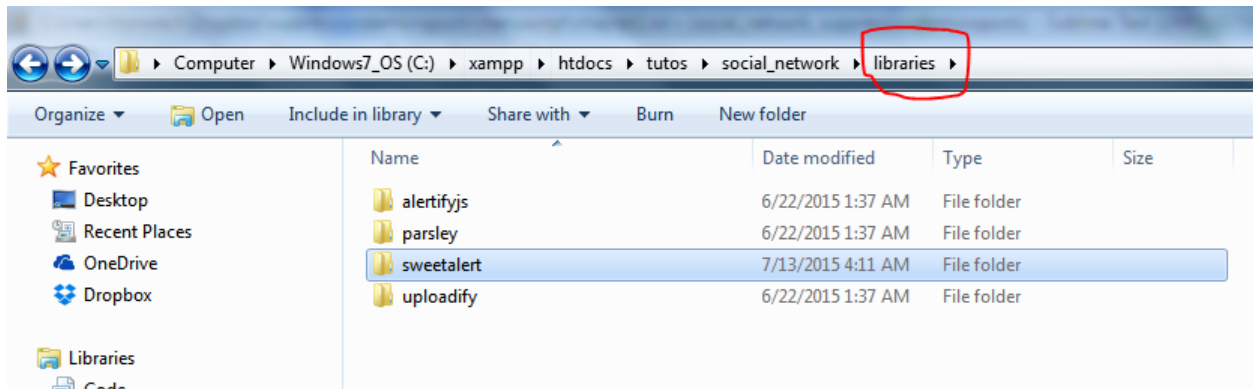 Computer Windows7_OS (C:) xampp htdocs tutos social_network libraries
Organize Open Include in library Share with Burn New folder
Name Date modified Type Size
Favorites
Desktop
Recent Places
OneDrive
Dropbox
Libraries
Code
alertifyjs 6/22/2015 1:37 AM File folder
parsley 6/22/2015 1:37 AM File folder
sweetalert 7/13/2015 4:11 AM File folder
uploadify 6/22/2015 1:37 AM File folder